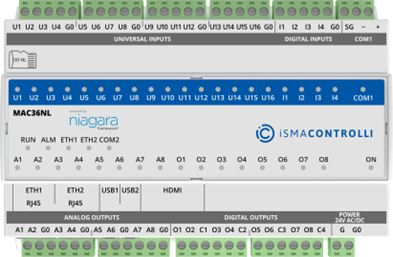 U1 U2 U3 U4 G0 U5 U6 U7 U8 G0 U9 U10 U11 U12 G0 U13 U14 U15 U16 G0 I1 I2 I3 I4 G0 SG − +
UNIVERSAL INPUTS DIGITAL INPUTS COM1
U1 U2 U3 U4 U5 U6 U7 U8 U9 U10 U11 U12 U13 U14 U15 U16 I1 I2 I3 I4 COM1
MAC36NL
niagara
framework
iSMACONTROLLI
RUN ALM ETH1 ETH2 COM2
A1 A2 A3 A4 A5 A6 A7 A8 O1 O2 O3 O4 O5 O6 O7 O8 ON
ETH1 ETH2 USB1 USB2 HDMI
RJ45 RJ45
ANALOG OUTPUTS DIGITAL OUTPUTS POWER
24V AC/DC
A1 A2 G0 A3 A4 G0 A5 A6 G0 A7 A8 G0 O1 O2 C1 O3 O4 C2 O5 O6 C3 O7 O8 C4 G G0